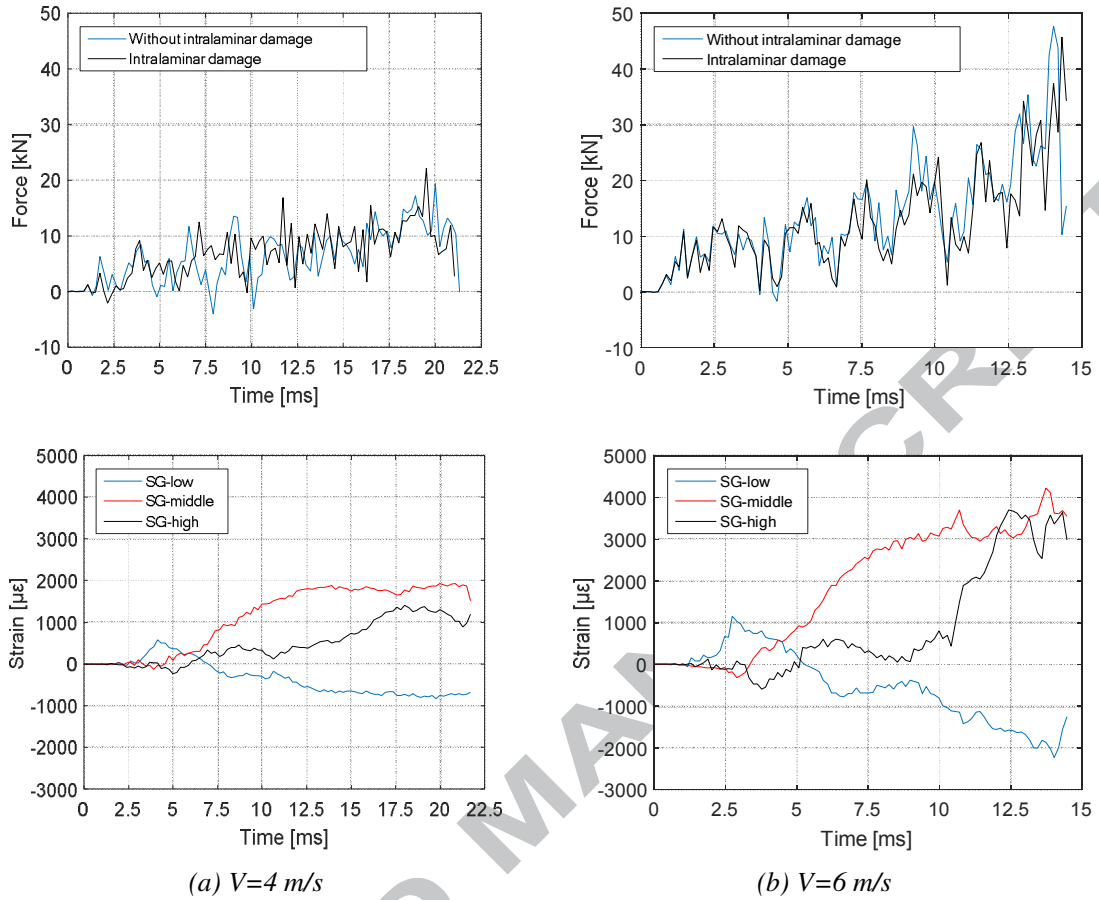 50
40
30
20
10
0
-10
Force [kN]
Without intralaminar damage
Intralaminar damage
0 2.5 5 7.5 10 12.5 15 17.5 20 22.5
Time [ms]
50
40
30
20
10
0
-10
Force [kN]
Without intralaminar damage
Intralaminar damage
0 2.5 5 7.5 10 12.5 15
Time [ms]
5000
4000
3000
2000
1000
0
-1000
-2000
-3000
Strain [µε]
SG-low
SG-middle
SG-high
0 2.5 5 7.5 10 12.5 15 17.5 20 22.5
Time [ms]
5000
4000
3000
2000
1000
0
-1000
-2000
-3000
Strain [µε]
SG-low
SG-middle
SG-high
0 2.5 5 7.5 10 12.5 15
Time [ms]
(a) V=4 m/s
(b) V=6 m/s